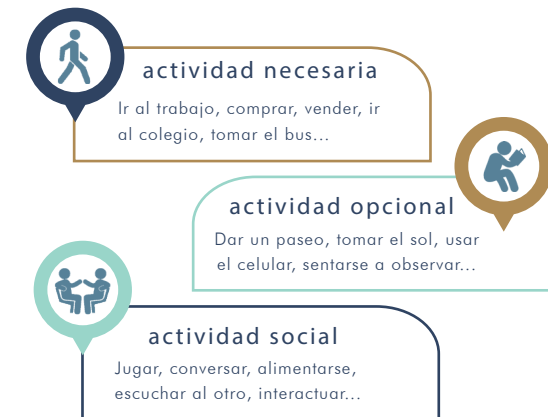 actividad necesaria
Ir al trabajo, comprar, vender, ir
al colegio, tomar el bus...
actividad opcional
Dar un paseo, tomar el sol, usar
el celular, sentarse a observar...
actividad social
Jugar, conversar, alimentarse,
escuchar al otro, interactuar...